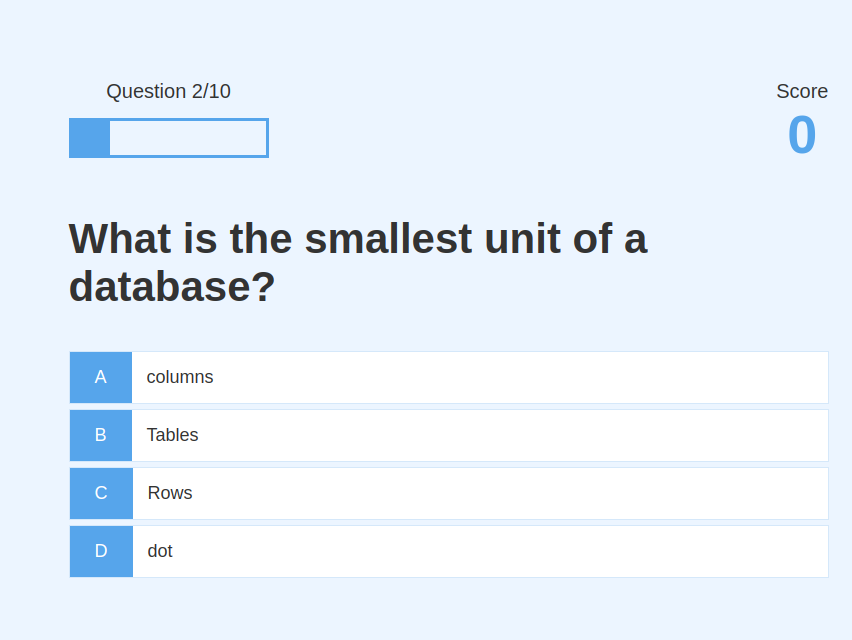 Question 2/10
Score
0
What is the smallest unit of a
database?
A columns
B Tables
C Rows
D dot